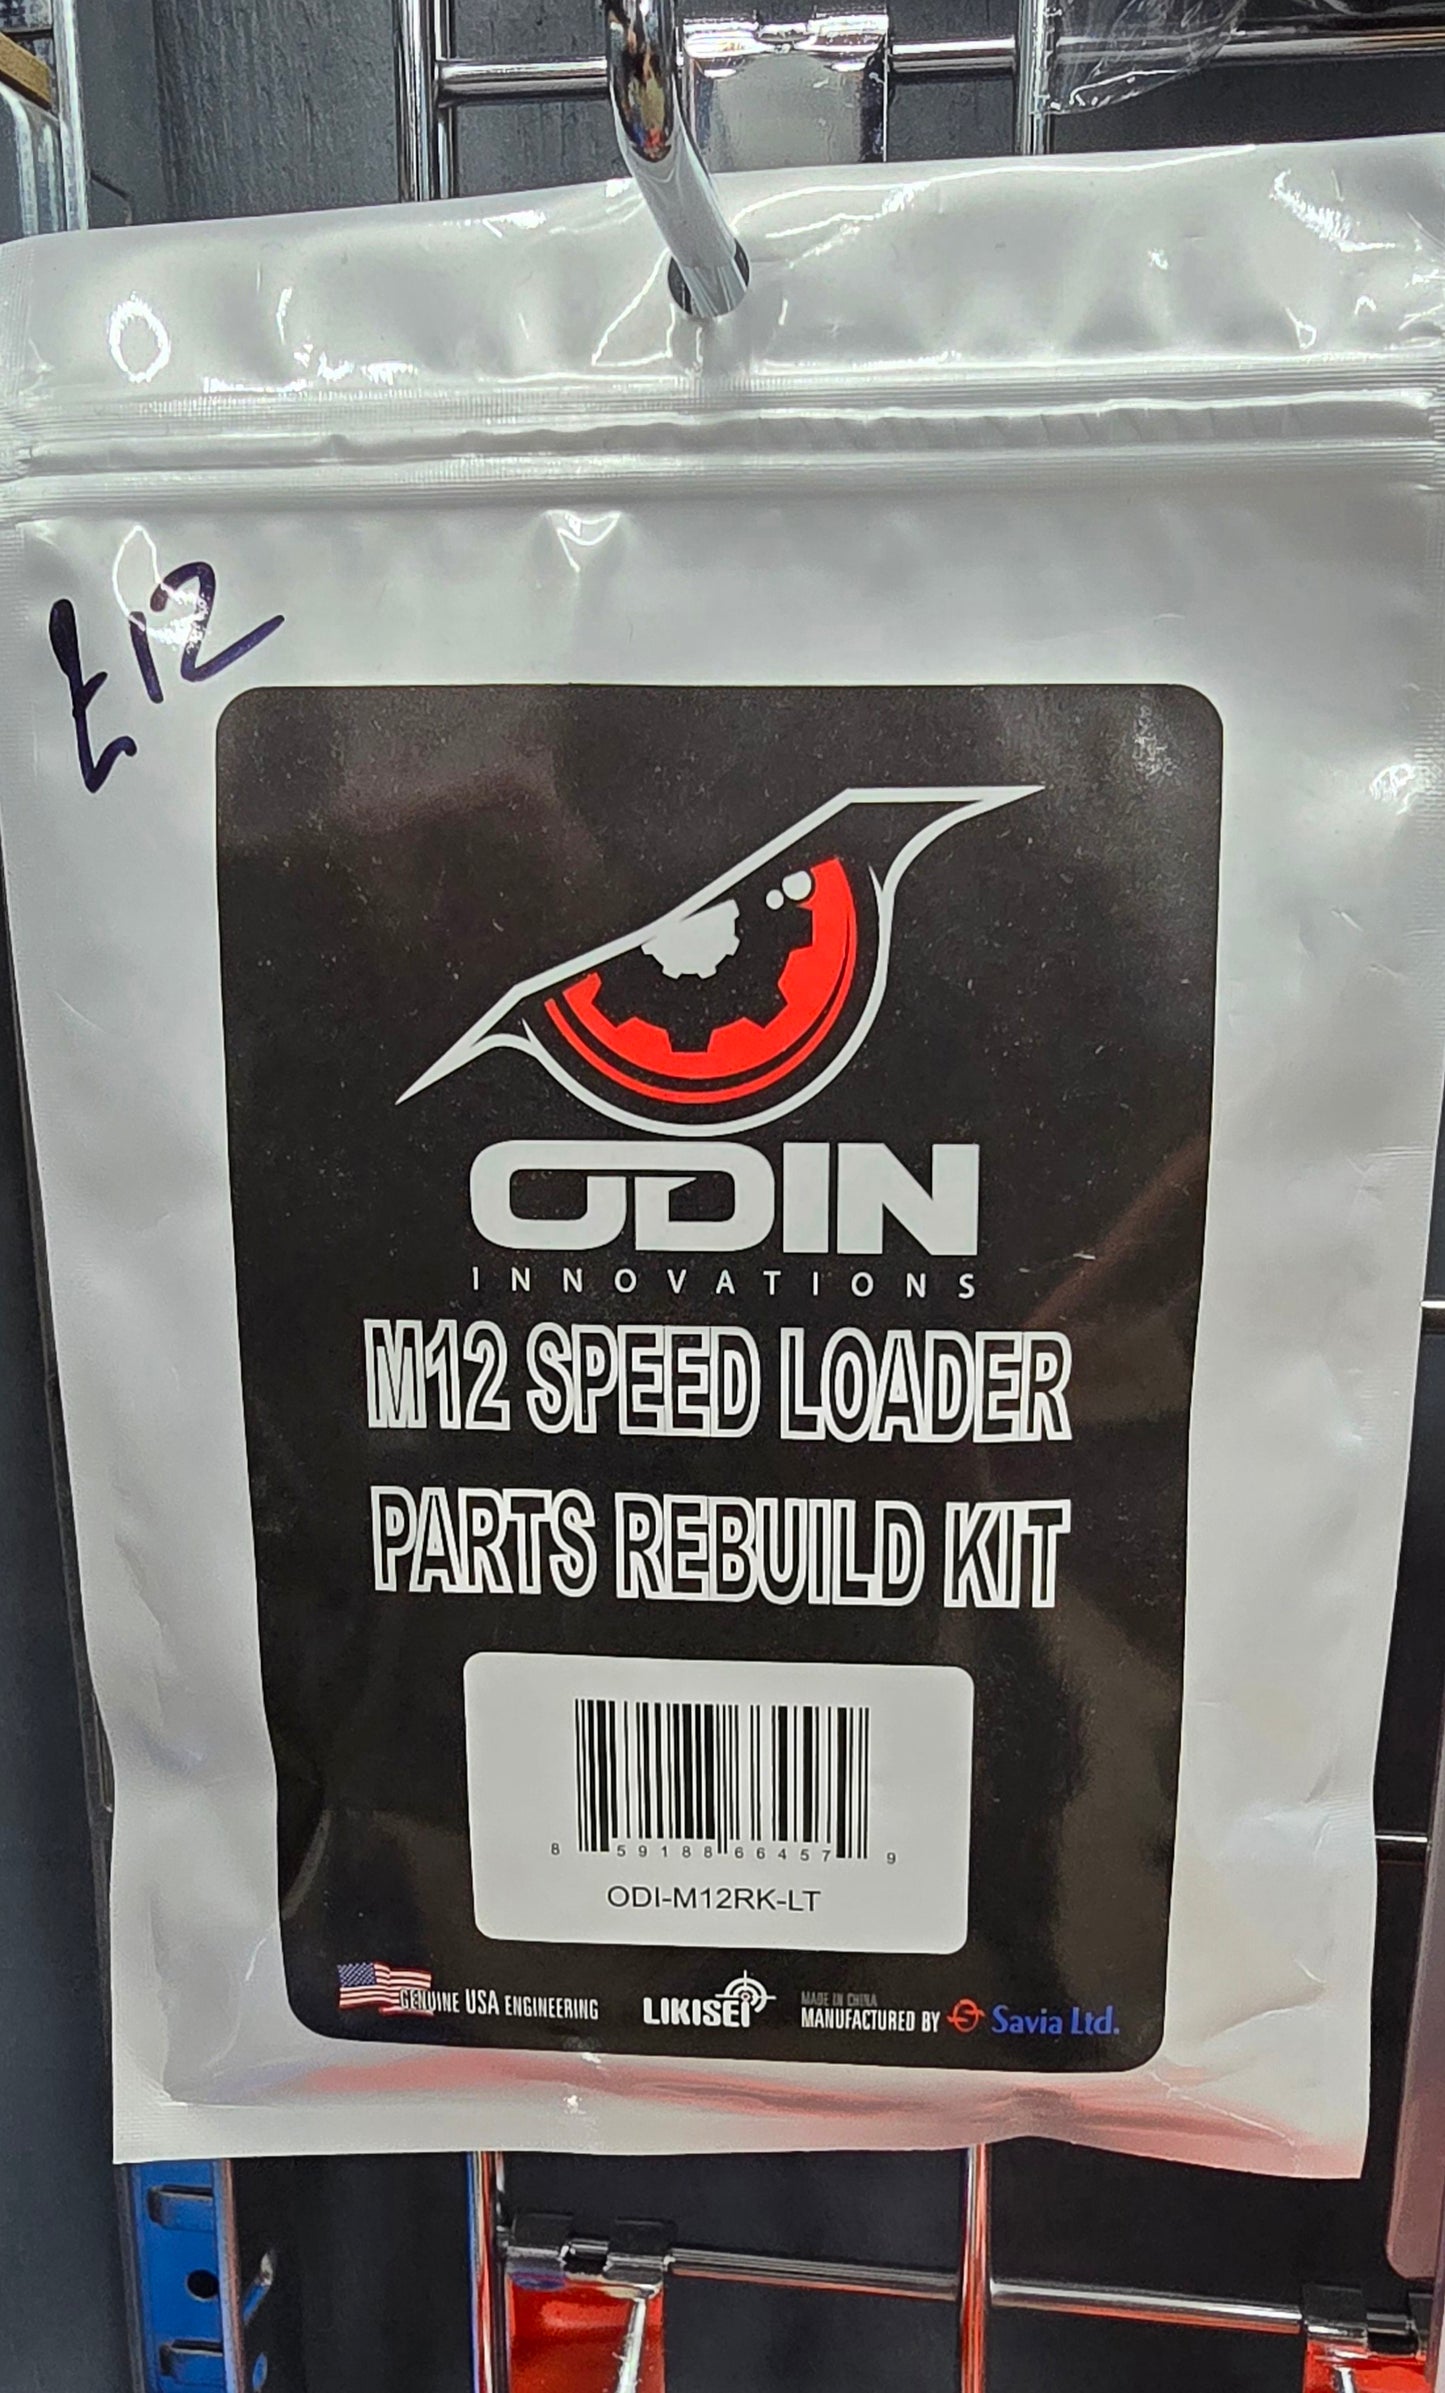 £12
ODIN
INNOVATIONS
M12 SPEED LOADER
PARTS REBUILD KIT
8 59188 66457 9
ODI-M12RK-LT
GENUINE USA ENGINEERING
LIKISEI
MADE IN CHINA
MANUFACTURED BY Savia Ltd.